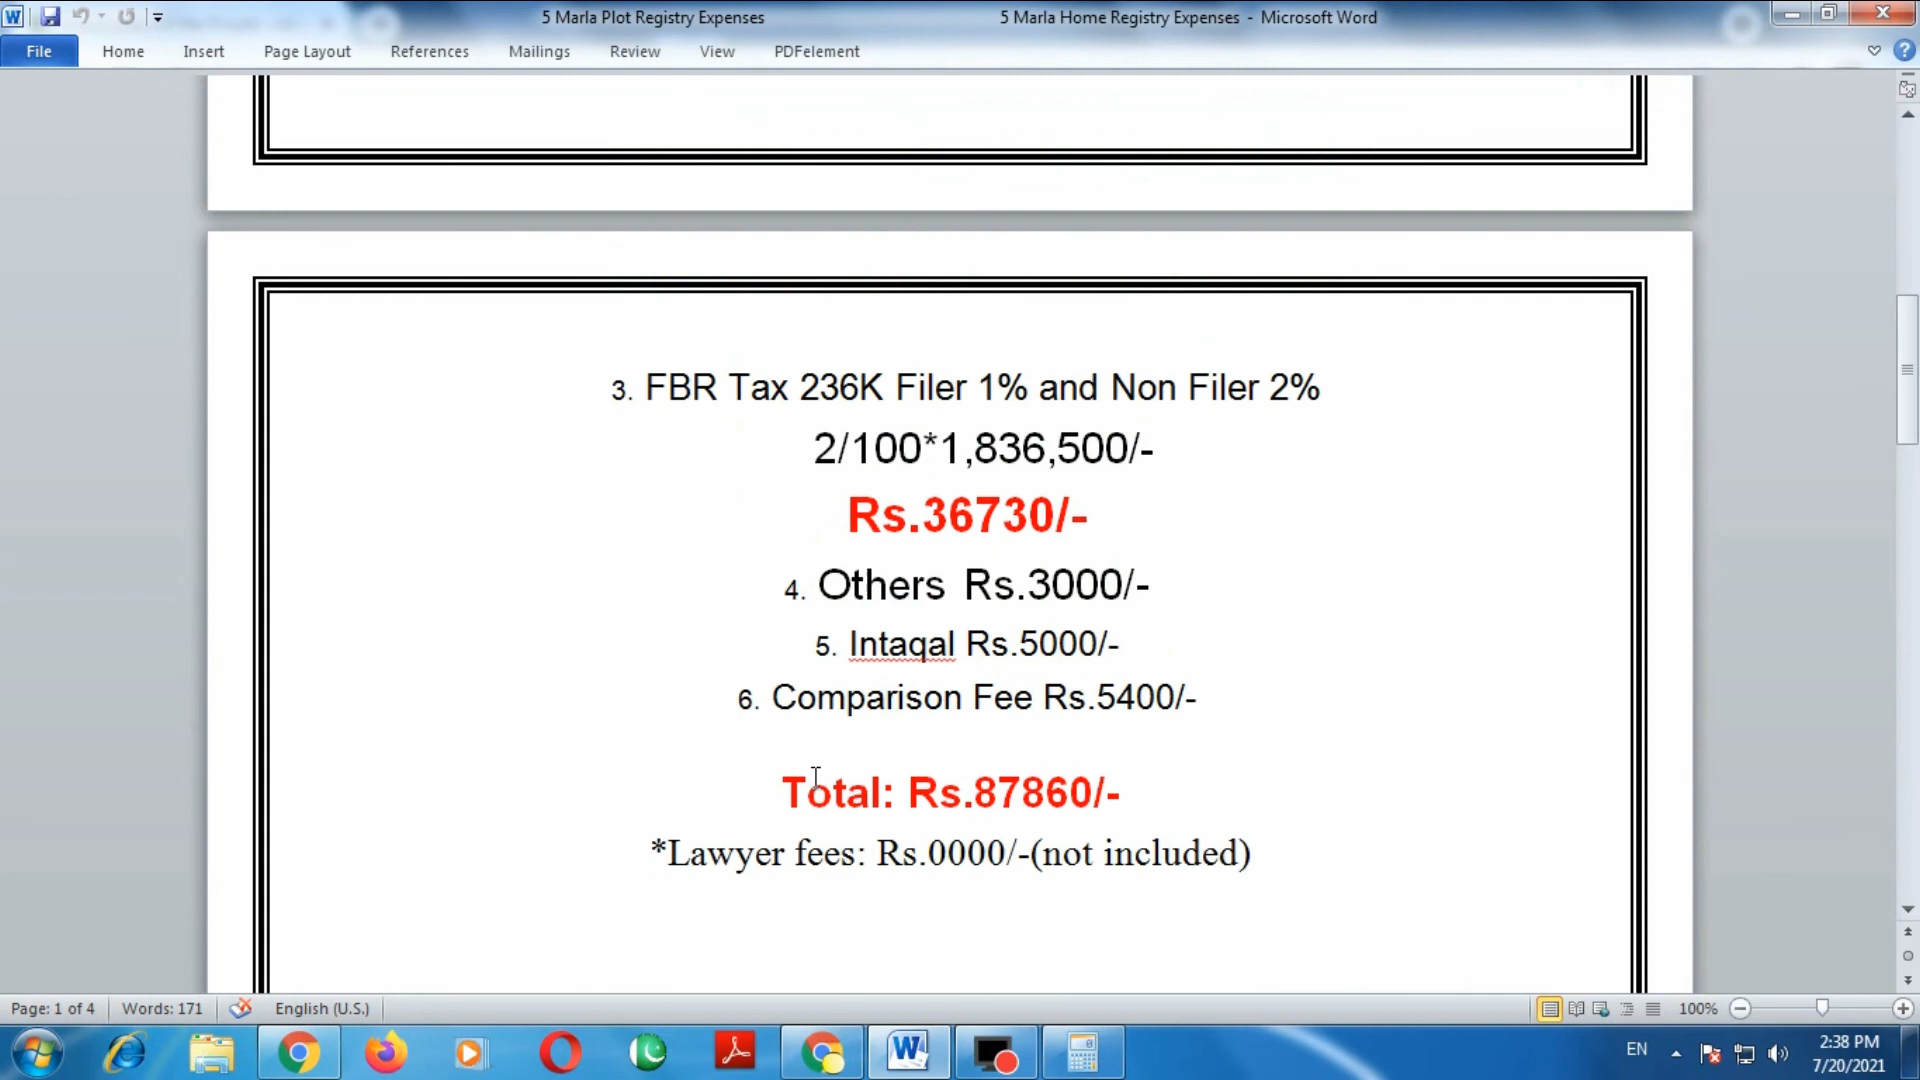 5 Marla Plot Registry Expenses 5 Marla Home Registry Expenses - Microsoft Word
File Home Insert Page Layout References Mailings Review View PDFelement
3. FBR Tax 236K Filer 1% and Non Filer 2%
2/100*1,836,500/-
Rs.36730/-
4. Others Rs.3000/-
5. Intaqal Rs.5000/-
6. Comparison Fee Rs.5400/-
Total: Rs.87860/-
*Lawyer fees: Rs.0000/-(not included)
Page: 1 of 4 Words: 171 English (U.S.) 100%
EN 2:38 PM
7/20/2021